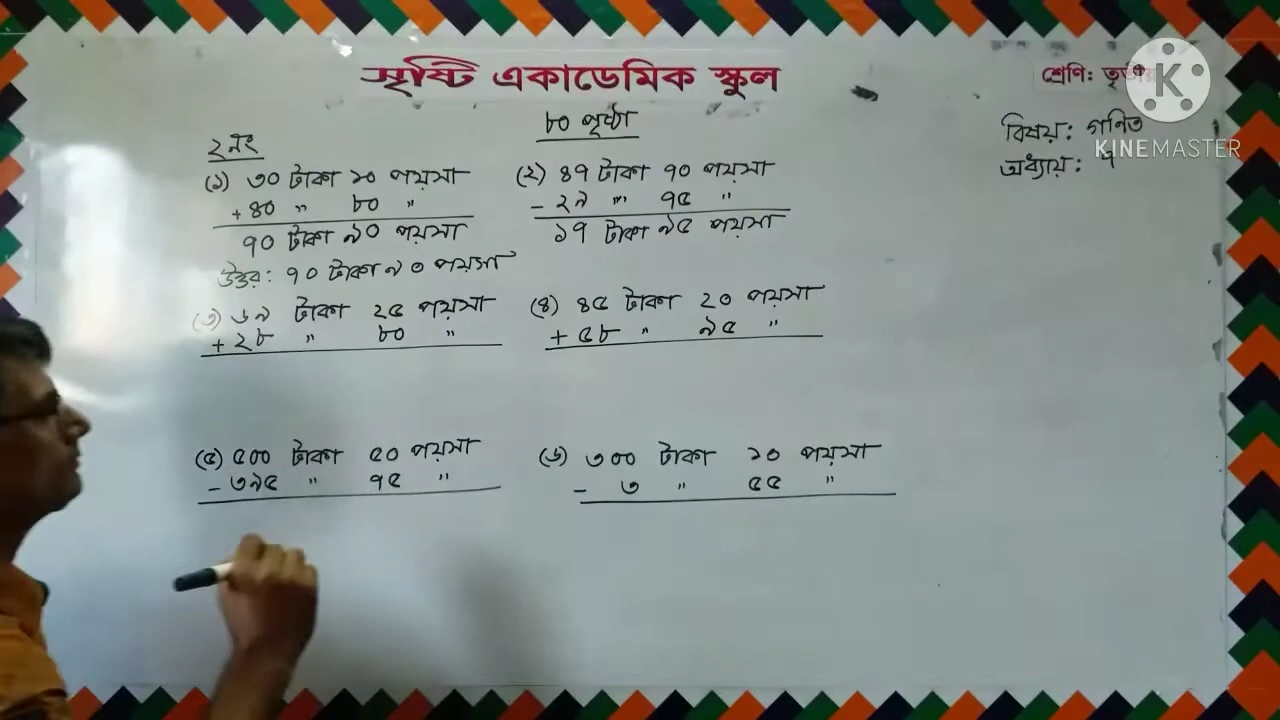 সৃষ্টি একাডেমিক স্কুল
শ্রেণি: তৃতীয়
৮০ পৃষ্ঠা
বিষয়: গণিত
অধ্যায়: ৭
KINEMASTER
২নং
(১) ৩০ টাকা ১০ পয়সা
+ ৪০ " ৮০ "
৭০ টাকা ৯০ পয়সা
উত্তর: ৭০ টাকা ৯০ পয়সা
(২) ৪৭ টাকা ৭০ পয়সা
- ২৯ " ৭৫ "
১৭ টাকা ৯৫ পয়সা
(৩) ৬৯ টাকা ২৫ পয়সা
+ ২৮ " ৮০ "
(৪) ৪৫ টাকা ২০ পয়সা
+ ৫৮ " ৯৫ "
(৫) ৫০০ টাকা ৫০ পয়সা
- ৩৯৫ " ৭৫ "
(৬) ৩০০ টাকা ১০ পয়সা
- ৩ " ৫৫ "